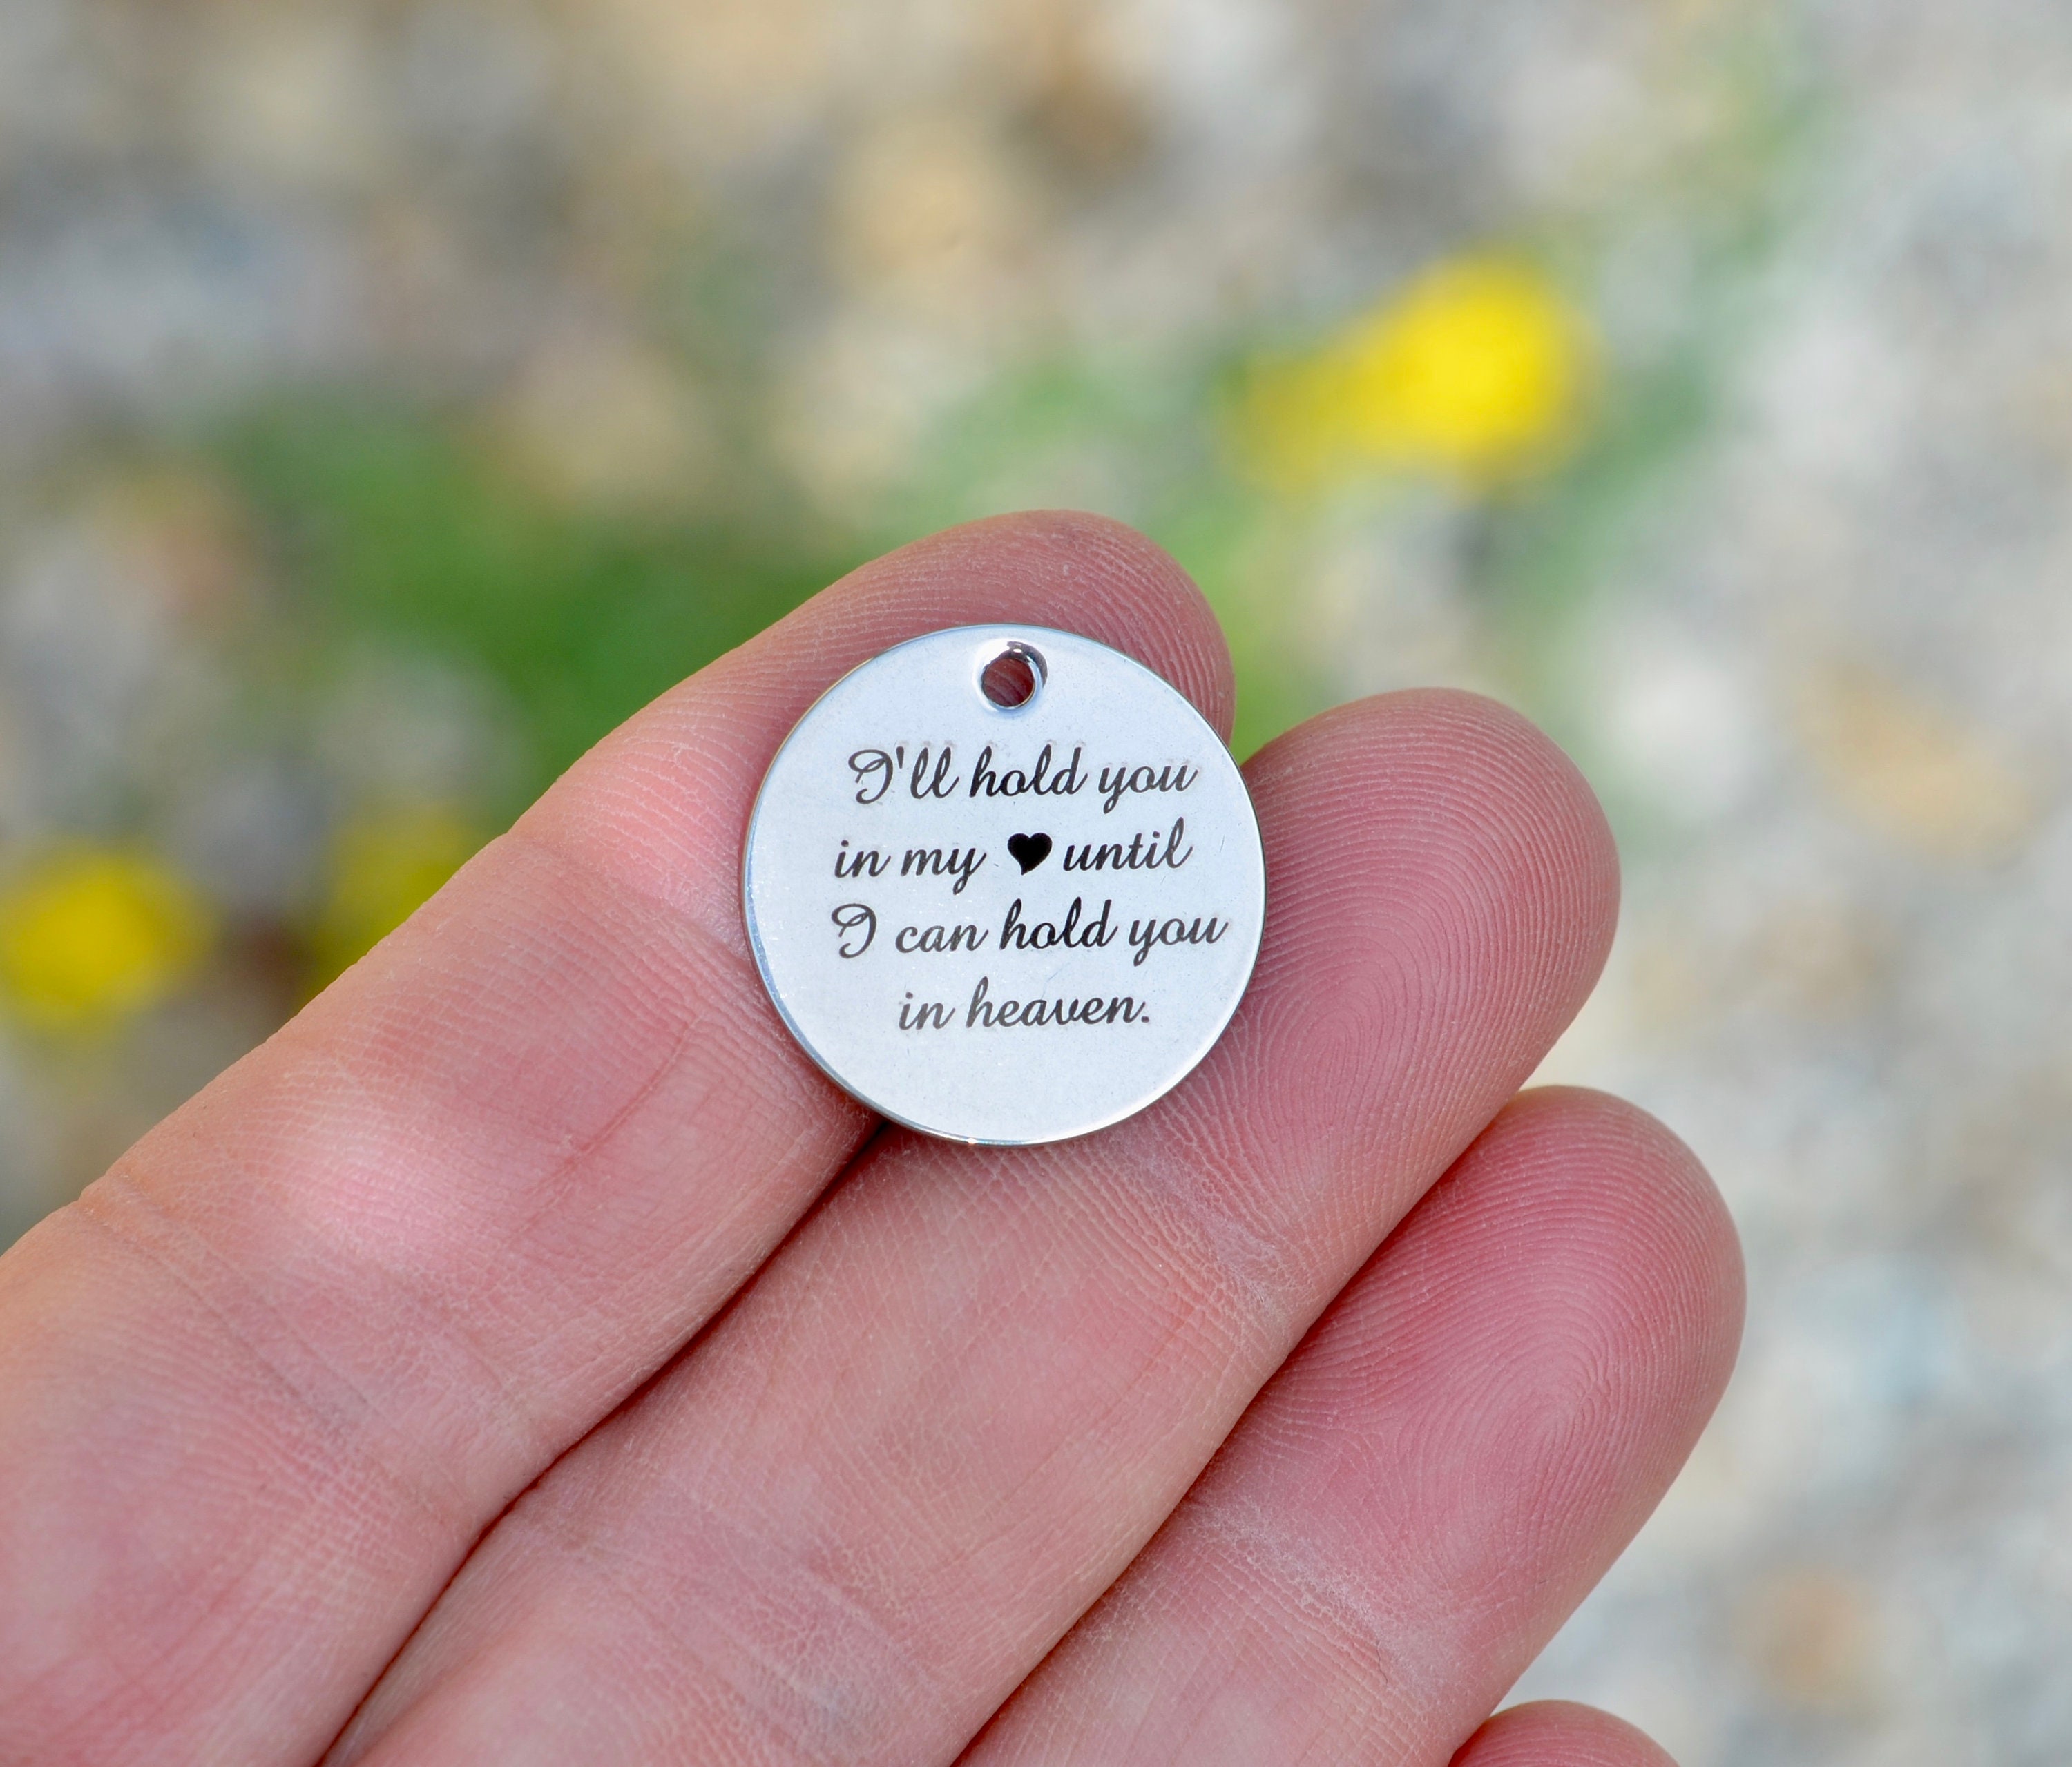 I'll hold you
in my ♥ until
I can hold you
in heaven.